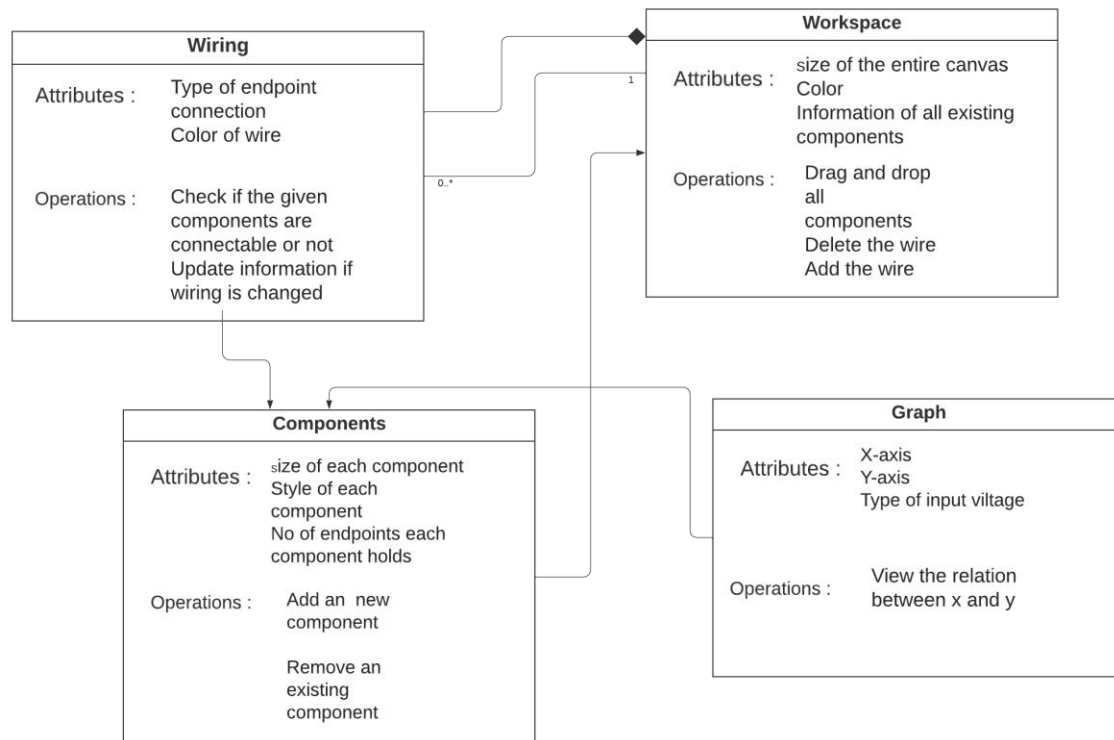 Wiring
Attributes :
Type of endpoint
connection
Color of wire
Operations :
Check if the given
components are
connectable or not
Update information if
wiring is changed
1
0..*
Workspace
Attributes :
size of the entire canvas
Color
Information of all existing
components
Operations :
Drag and drop
all
components
Delete the wire
Add the wire
Components
Attributes :
size of each component
Style of each
component
No of endpoints each
component holds
Operations :
Add an new
component
Remove an
existing
component
Graph
Attributes :
X-axis
Y-axis
Type of input viltage
Operations :
View the relation
between x and y